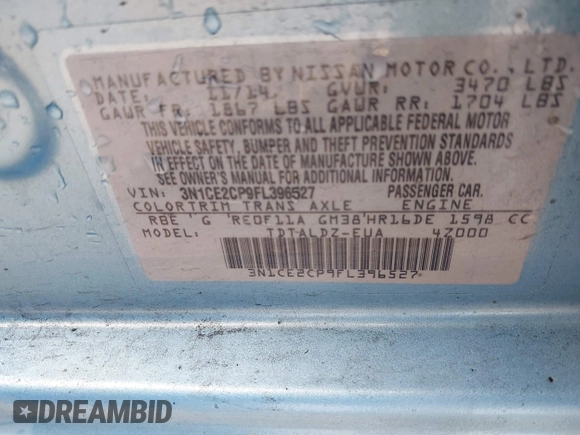 MANUFACTURED BY NISSAN MOTOR CO., LTD.
DATE: 11/14. GVWR: 3470 LBS
GAWR FR: 1867 LBS GAWR RR: 1704 LBS
THIS VEHICLE CONFORMS TO ALL APPLICABLE FEDERAL MOTOR
VEHICLE SAFETY, BUMPER AND THEFT PREVENTION STANDARDS
IN EFFECT ON THE DATE OF MANUFACTURE SHOWN ABOVE.
SEE OWNER'S MANUAL FOR ADDITIONAL INFORMATION.
VIN: 3N1CE2CP9FL396527 PASSENGER CAR.
COLOR TRIM TRANS AXLE ENGINE
RBE G RE0F11A GM38 HR16DE 1598 CC
TDTALDZ-EUA 4Z000
3N1CE2CP9FL396527
DREAMBID